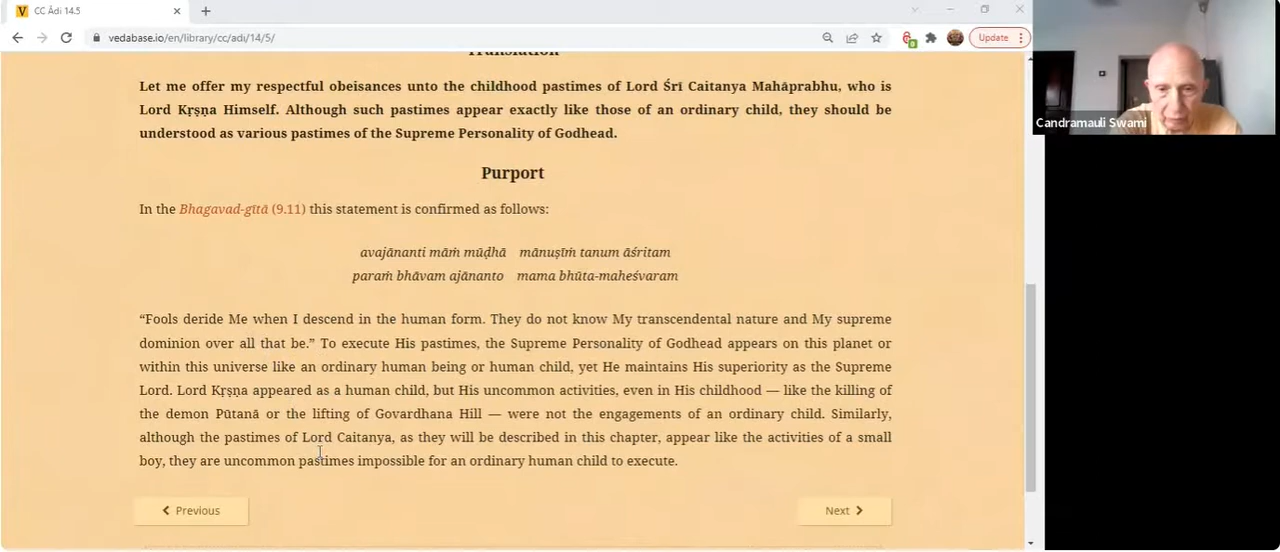 CC Ādi 14.5
vedabase.io/en/library/cc/adi/14/5/
Update
Translation
Let me offer my respectful obeisances unto the childhood pastimes of Lord Śrī Caitanya Mahāprabhu, who is
Lord Kṛṣṇa Himself. Although such pastimes appear exactly like those of an ordinary child, they should be
understood as various pastimes of the Supreme Personality of Godhead.
Purport
In the Bhagavad-gītā (9.11) this statement is confirmed as follows:
avajānanti māṁ mūḍhā mānuṣīṁ tanum āśritam
paraṁ bhāvam ajānanto mama bhūta-maheśvaram
“Fools deride Me when I descend in the human form. They do not know My transcendental nature and My supreme
dominion over all that be.” To execute His pastimes, the Supreme Personality of Godhead appears on this planet or
within this universe like an ordinary human being or human child, yet He maintains His superiority as the Supreme
Lord. Lord Kṛṣṇa appeared as a human child, but His uncommon activities, even in His childhood — like the killing of
the demon Pūtanā or the lifting of Govardhana Hill — were not the engagements of an ordinary child. Similarly,
although the pastimes of Lord Caitanya, as they will be described in this chapter, appear like the activities of a small
boy, they are uncommon pastimes impossible for an ordinary human child to execute.
Previous
Next
Candramauli Swami